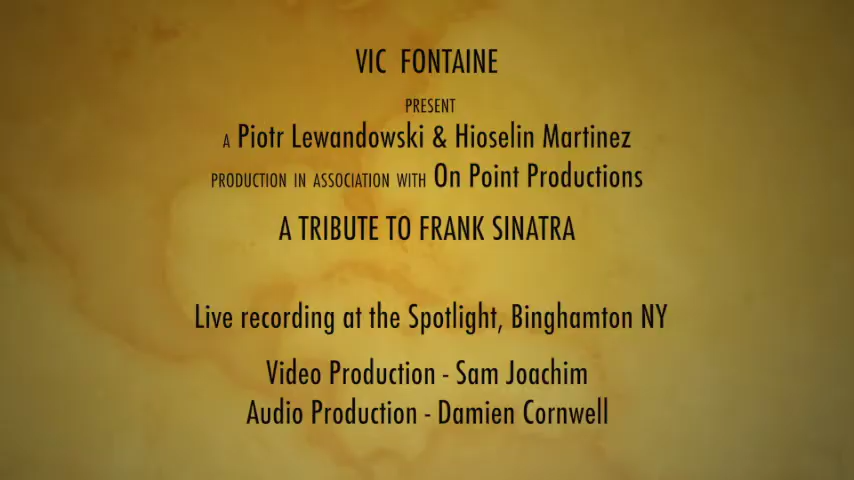 VIC FONTAINE
PRESENT
A Piotr Lewandowski & Hioselin Martinez
PRODUCTION IN ASSOCIATION WITH On Point Productions
A TRIBUTE TO FRANK SINATRA
Live recording at the Spotlight, Binghamton NY
Video Production - Sam Joachim
Audio Production - Damien Cornwell